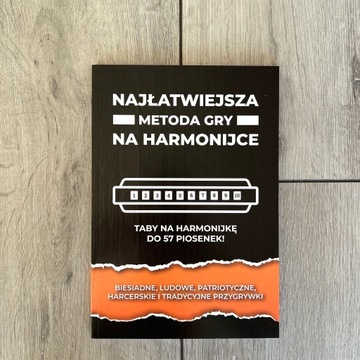 NAJŁATWIEJSZA
METODA GRY
NA HARMONIJCE
1 2 3 4 5 6 7 8 9 10
TABY NA HARMONIJKĘ
DO 57 PIOSENEK!
BIESIADNE, LUDOWE, PATRIOTYCZNE,
HARCERSKIE I TRADYCYJNE PRZYGRYWKI